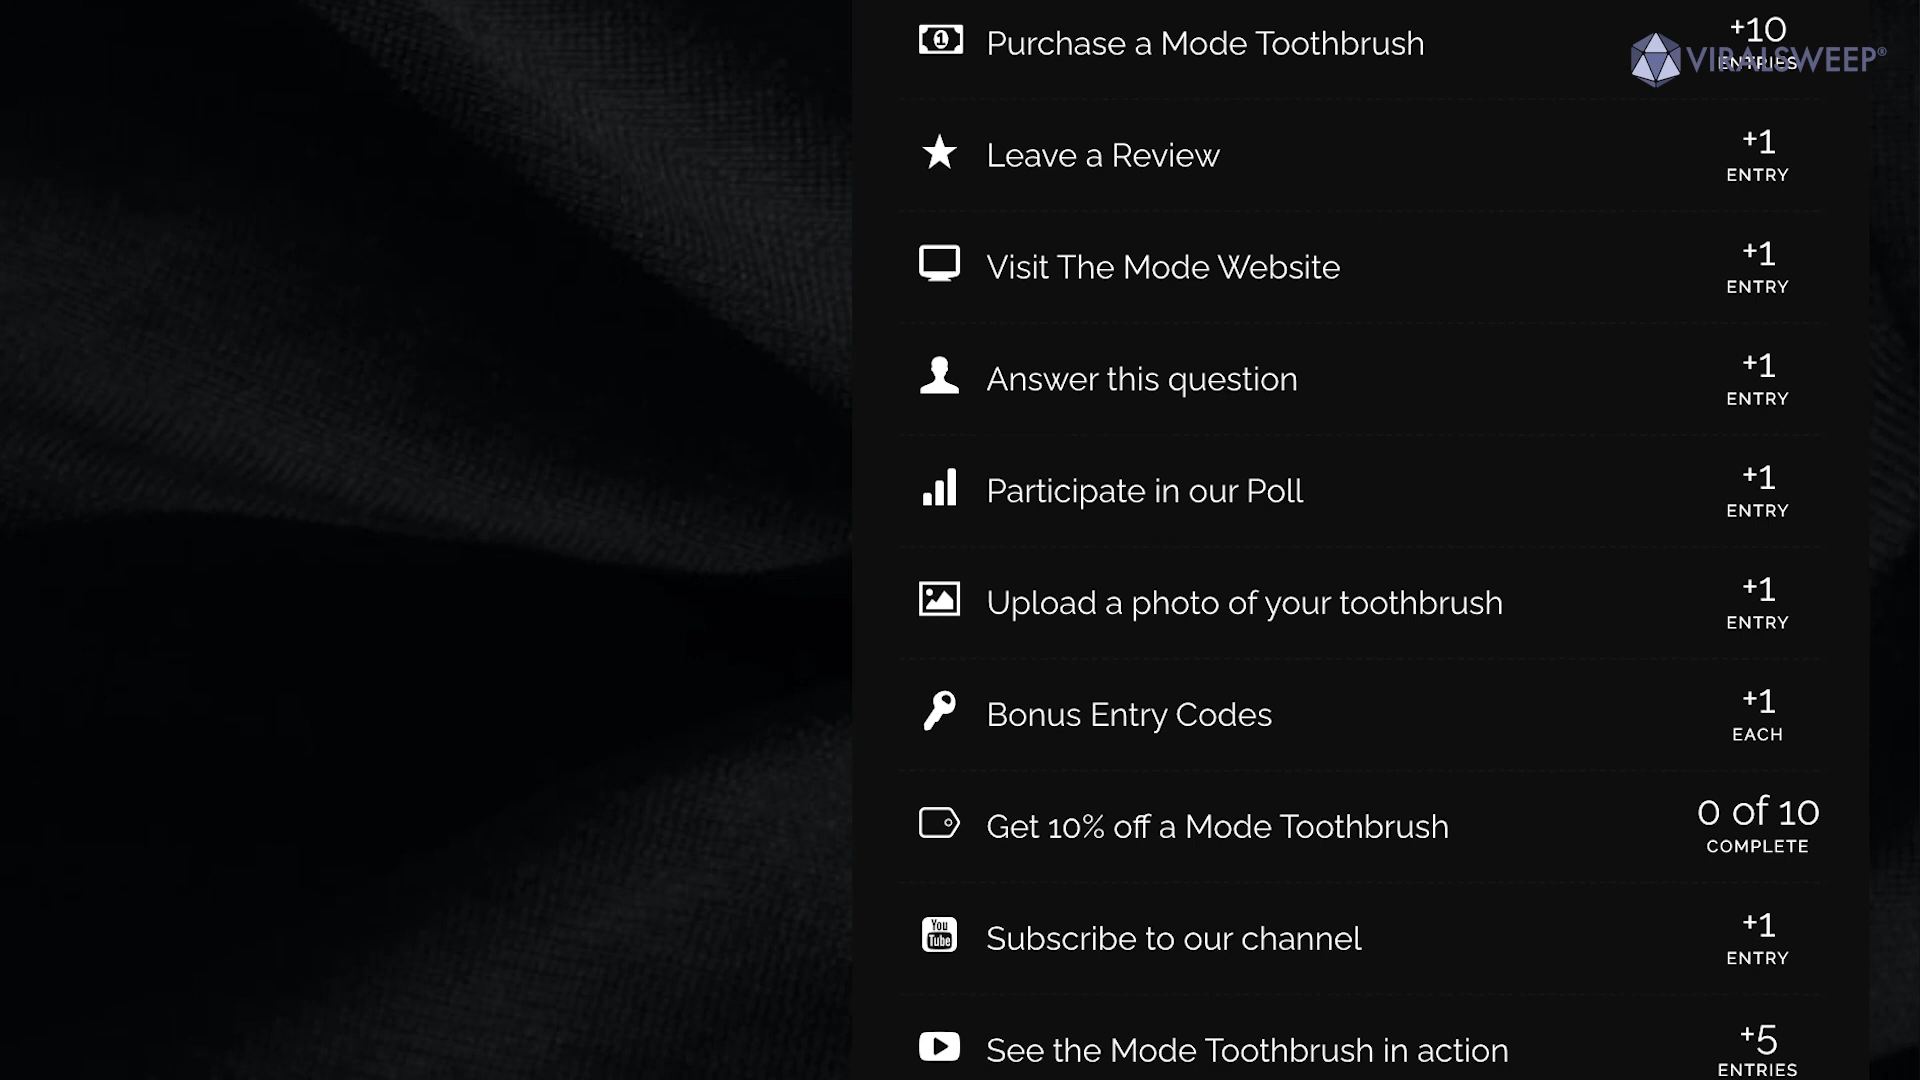 Purchase a Mode Toothbrush
+10
ENTRIES
VIRALSWEEP®
Leave a Review
+1
ENTRY
Visit The Mode Website
+1
ENTRY
Answer this question
+1
ENTRY
Participate in our Poll
+1
ENTRY
Upload a photo of your toothbrush
+1
ENTRY
Bonus Entry Codes
+1
EACH
Get 10% off a Mode Toothbrush
0 of 10
COMPLETE
You
Tube
Subscribe to our channel
+1
ENTRY
See the Mode Toothbrush in action
+5
ENTRIES